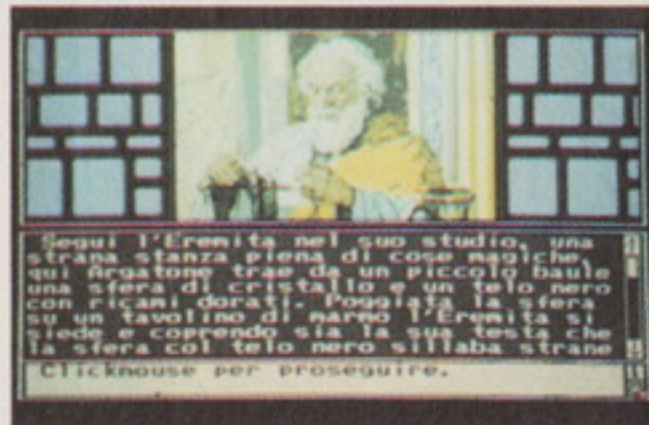 Segui l'Eremita nel suo studio, una
strana stanza piena di cose magiche,
qui Argatone trae da un piccolo baule
una sfera di cristallo e un telo nero
con ricami dorati. Poggiata la sfera
su un tavolino di marmo l'Eremita si
siede e coprendo sia la sua testa che
la sfera col telo nero sillaba strane
Clickmouse per proseguire.